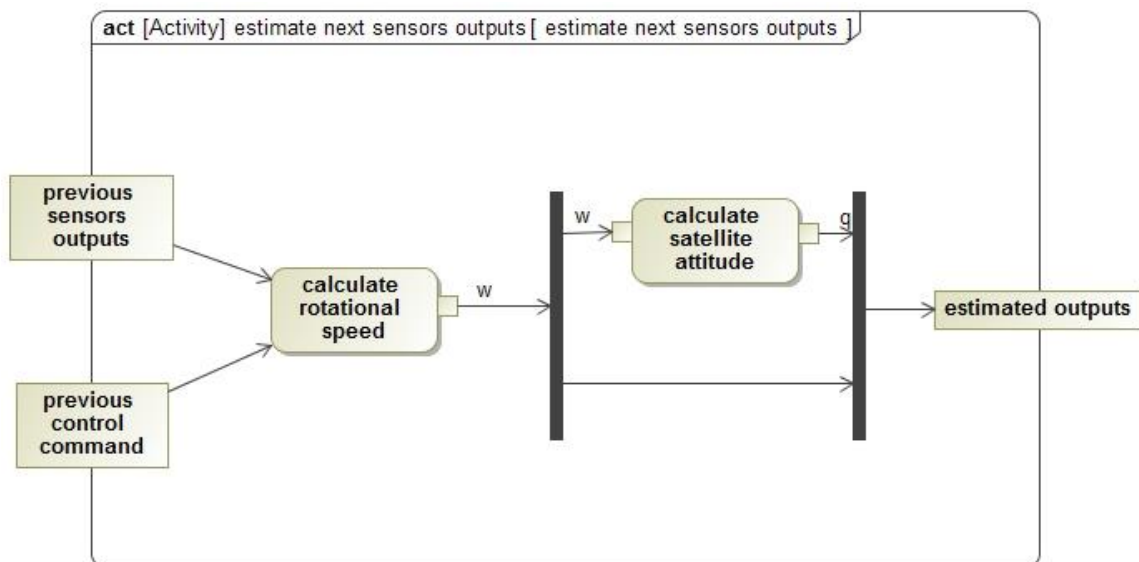 act [Activity] estimate next sensors outputs [ estimate next sensors outputs ]
previous
sensors
outputs
calculate
rotational
speed
w
w
calculate
satellite
attitude
q
estimated outputs
previous
control
command